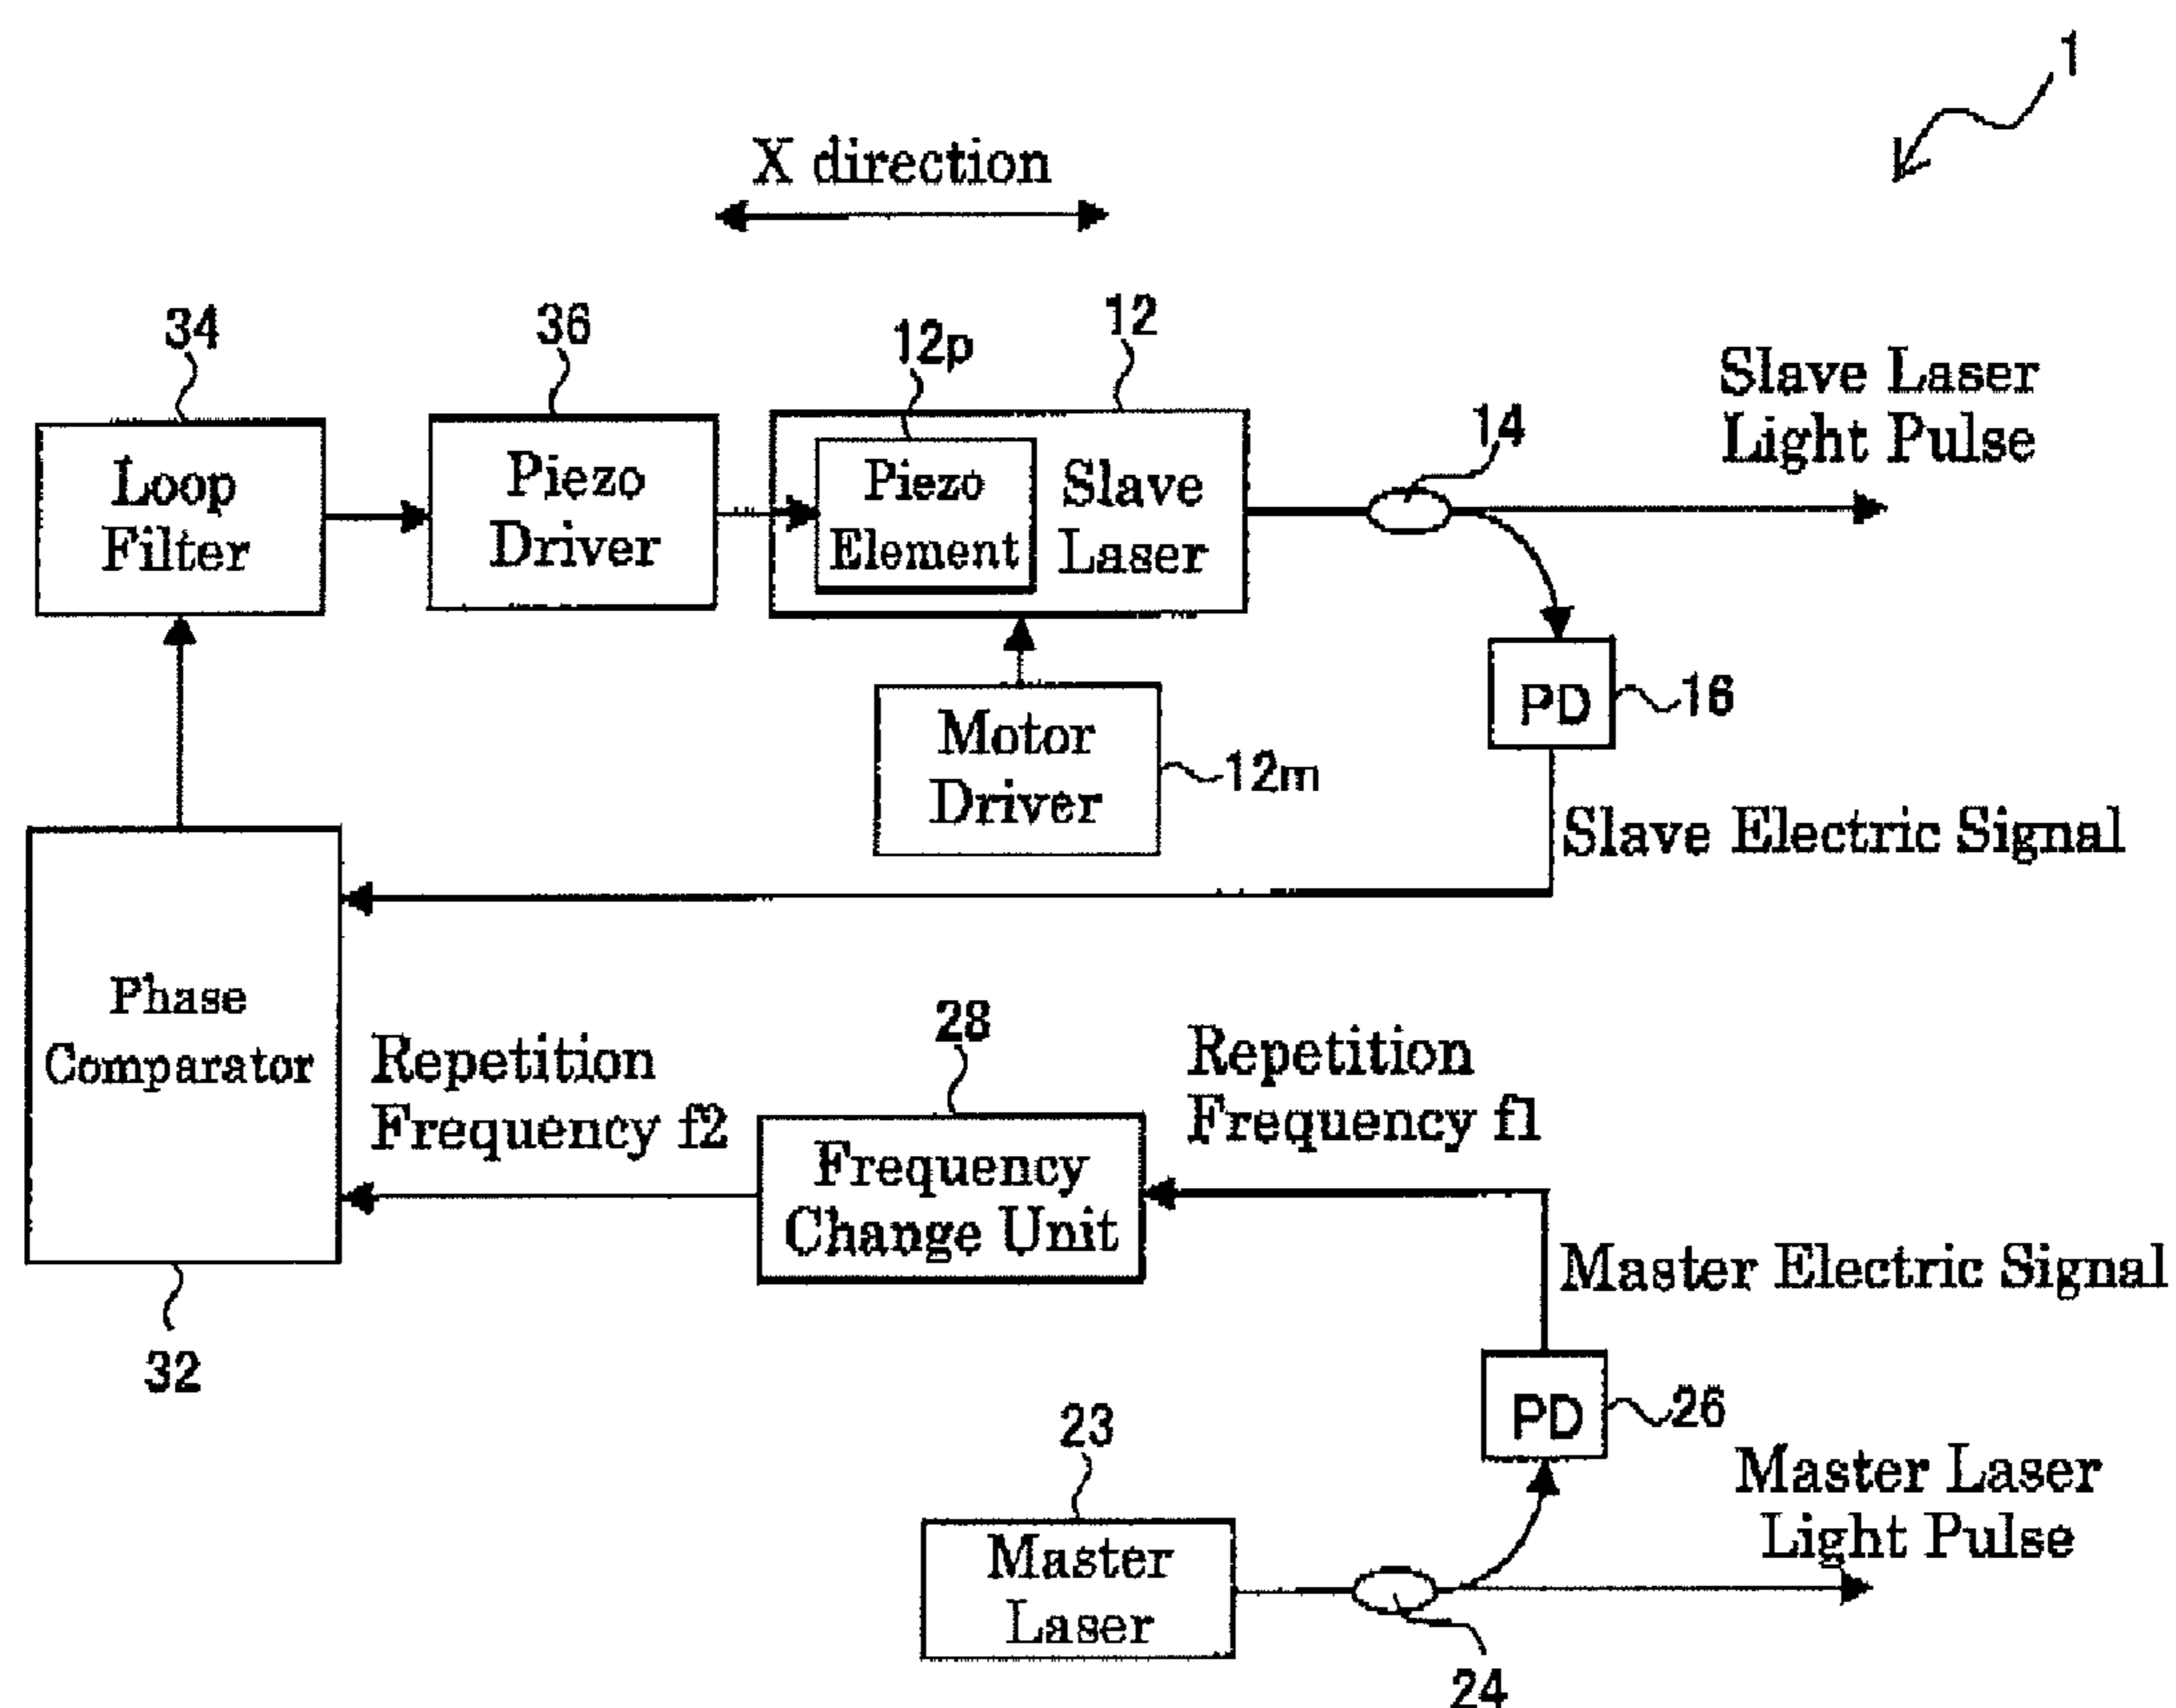 1
X direction
34
36
12p
12
Slave Laser
Light Pulse
14
Loop
Filter
Piezo
Driver
Piezo
Element
Slave
Laser
PD
16
Motor
Driver
12m
Slave Electric Signal
Phase
Comparator
32
Repetition
Frequency f2
28
Frequency
Change Unit
Repetition
Frequency f1
Master Electric Signal
PD
26
23
Master
Laser
Master Laser
Light Pulse
24